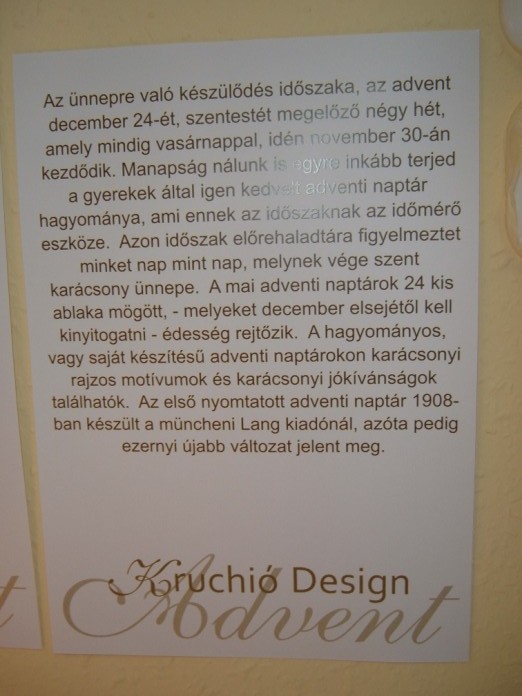 Az ünnepre való készülődés időszaka, az advent
december 24-ét, szentestét megelőző négy hét,
amely mindig vasárnappal, idén november 30-án
kezdődik. Manapság nálunk is egyre inkább terjed
a gyerekek által igen kedvelt adventi naptár
hagyománya, ami ennek az időszaknak az időmérő
eszköze. Azon időszak előrehaladtára figyelmeztet
minket nap mint nap, melynek vége szent
karácsony ünnepe. A mai adventi naptárok 24 kis
ablaka mögött, - melyeket december elsejétől kell
kinyitogatni - édesség rejtőzik. A hagyományos,
vagy saját készítésű adventi naptárokon karácsonyi
rajzos motívumok és karácsonyi jókívánságok
találhatók. Az első nyomtatott adventi naptár 1908-
ban készült a müncheni Lang kiadónál, azóta pedig
ezernyi újabb változat jelent meg.
Kruchió Design
Advent
t